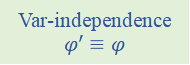 Var-independence
φ′ ≡ φ